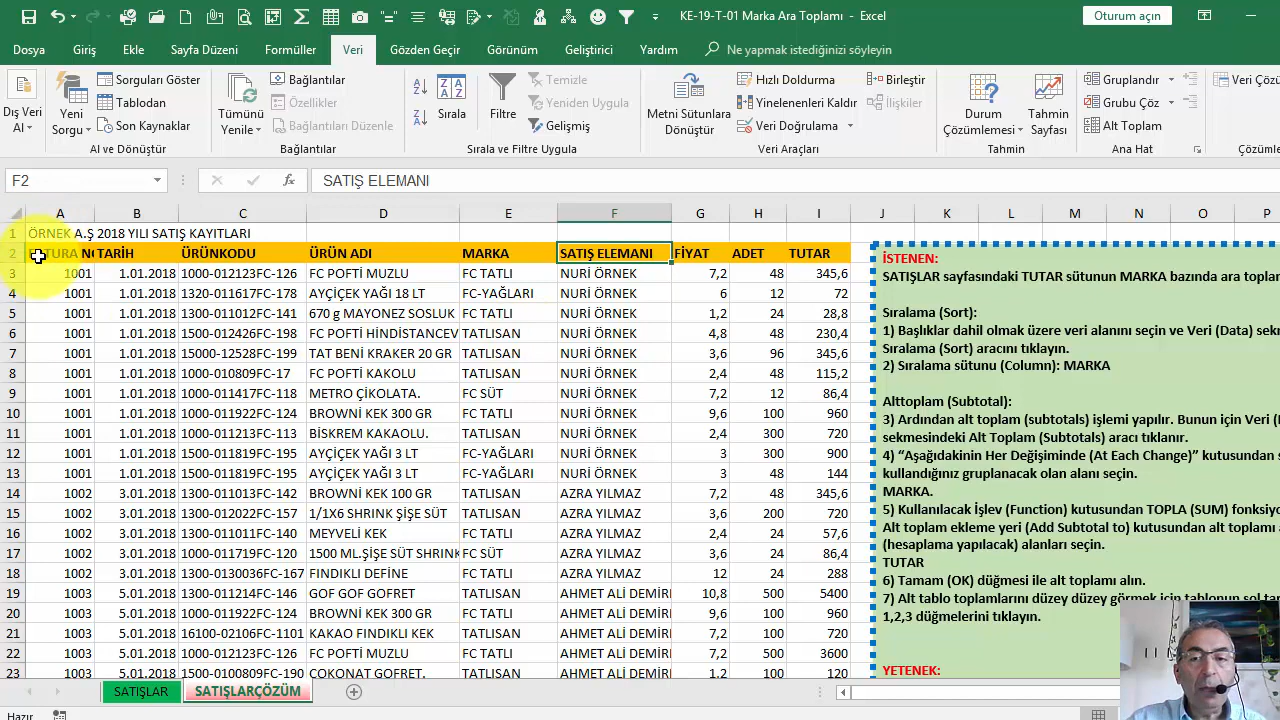 KE-19-T-01 Marka Ara Toplamı - Excel
Oturum açın
Dosya Giriş Ekle Sayfa Düzeni Formüller Veri Gözden Geçir Görünüm Geliştirici Yardım Ne yapmak istediğinizi söyleyin
Dış Veri Al
Yeni Sorgu
Sorguları Göster
Tablodan
Son Kaynaklar
Al ve Dönüştür
Tümünü Yenile
Bağlantılar
Özellikler
Bağlantıları Düzenle
Bağlantılar
Sırala
Filtre
Temizle
Yeniden Uygula
Gelişmiş
Sırala ve Filtre Uygula
Metni Sütunlara Dönüştür
Hızlı Doldurma
Yinelenenleri Kaldır
Veri Doğrulama
Birleştir
İlişkiler
Veri Araçları
Durum Çözümlemesi
Tahmin Sayfası
Tahmin
Gruplandır
Grubu Çöz
Alt Toplam
Ana Hat
Veri Çözü
Çözümle
F2 fx SATIŞ ELEMANI
A B C D E F G H I J K L M N O P
1 ÖRNEK A.Ş 2018 YILI SATIŞ KAYITLARI
2 TARİH ÜRÜNKODU ÜRÜN ADI MARKA SATIŞ ELEMANI FİYAT ADET TUTAR
3 1001 1.01.2018 1000-012123FC-126 FC POFTİ MUZLU FC TATLI NURİ ÖRNEK 7,2 48 345,6
4 1001 1.01.2018 1320-011617FC-178 AYÇİÇEK YAĞI 18 LT FC-YAĞLARI NURİ ÖRNEK 6 12 72
5 1001 1.01.2018 1300-011012FC-141 670 g MAYONEZ SOSLUK FC TATLI NURİ ÖRNEK 1,2 24 28,8
6 1001 1.01.2018 1500-012426FC-198 FC POFTİ HİNDİSTANCEV TATLISAN NURİ ÖRNEK 4,8 48 230,4
7 1001 1.01.2018 15000-12528FC-199 TAT BENİ KRAKER 20 GR TATLISAN NURİ ÖRNEK 3,6 96 345,6
8 1001 1.01.2018 1000-010809FC-17 FC POFTİ KAKOLU TATLISAN NURİ ÖRNEK 2,4 48 115,2
9 1001 1.01.2018 1000-011417FC-118 METRO ÇİKOLATA. FC SÜT NURİ ÖRNEK 7,2 12 86,4
10 1001 1.01.2018 1000-011922FC-124 BROWNİ KEK 300 GR FC TATLI NURİ ÖRNEK 9,6 100 960
11 1001 1.01.2018 1000-011213FC-113 BİSKREM KAKAOLU. TATLISAN NURİ ÖRNEK 2,4 300 720
12 1001 1.01.2018 1500-011819FC-195 AYÇİÇEK YAĞI 3 LT FC-YAĞLARI NURİ ÖRNEK 3 300 900
13 1001 1.01.2018 1500-011819FC-195 AYÇİÇEK YAĞI 3 LT FC-YAĞLARI NURİ ÖRNEK 3 48 144
14 1002 3.01.2018 1300-011013FC-142 BROWNİ KEK 100 GR TATLISAN AZRA YILMAZ 7,2 48 345,6
15 1002 3.01.2018 1300-012022FC-157 1/1X6 SHRINK ŞİŞE SÜT TATLISAN AZRA YILMAZ 3,6 200 720
16 1002 3.01.2018 1300-011011FC-140 MEYVELİ KEK FC TATLI AZRA YILMAZ 2,4 24 57,6
17 1002 3.01.2018 1000-011719FC-120 1500 ML.ŞİŞE SÜT SHRINK FC SÜT AZRA YILMAZ 3,6 24 86,4
18 1002 3.01.2018 1000-0130036FC-167 FINDIKLI DEFİNE FC TATLI AZRA YILMAZ 12 24 288
19 1003 5.01.2018 1300-011214FC-146 GOF GOF GOFRET TATLISAN AHMET ALİ DEMİR 10,8 500 5400
20 1003 5.01.2018 1000-011922FC-124 BROWNİ KEK 300 GR FC TATLI AHMET ALİ DEMİR 9,6 100 960
21 1003 5.01.2018 16100-02106FC-1101 KAKAO FINDIKLI KEK TATLISAN AHMET ALİ DEMİR 7,2 100 720
22 1003 5.01.2018 1000-012123FC-126 FC POFTİ MUZLU FC TATLI AHMET ALİ DEMİR 7,2 500 3600
23 1003 5.01.2018 1500-0100809FC-190 ÇOKONAT GOFRET. TATLISAN AHMET ALİ DEMİR 7,2 100 720
İSTENEN:
SATIŞLAR sayfasındaki TUTAR sütunun MARKA bazında ara toplam
Sıralama (Sort):
1) Başlıklar dahil olmak üzere veri alanını seçin ve Veri (Data) sek
Sıralama (Sort) aracını tıklayın.
2) Sıralama sütunu (Column): MARKA
Alttoplam (Subtotal):
3) Ardından alt toplam (subtotals) işlemi yapılır. Bunun için Veri (
sekmesindeki Alt Toplam (Subtotals) aracı tıklanır.
4) “Aşağıdakinin Her Değişiminde (At Each Change)” kutusundan s
kullandığınız gruplanacak olan alanı seçin.
MARKA.
5) Kullanılacak İşlev (Function) kutusundan TOPLA (SUM) fonksiyo
Alt toplam ekleme yeri (Add Subtotal to) kutusundan alt toplamı a
(hesaplama yapılacak) alanları seçin.
TUTAR
6) Tamam (OK) düğmesi ile alt toplamı alın.
7) Alt tablo toplamlarını düzey düzey görmek için tablonun sol tar
1,2,3 düğmelerini tıklayın.
YETENEK:
SATIŞLAR SATIŞLARÇÖZÜM
Hazır